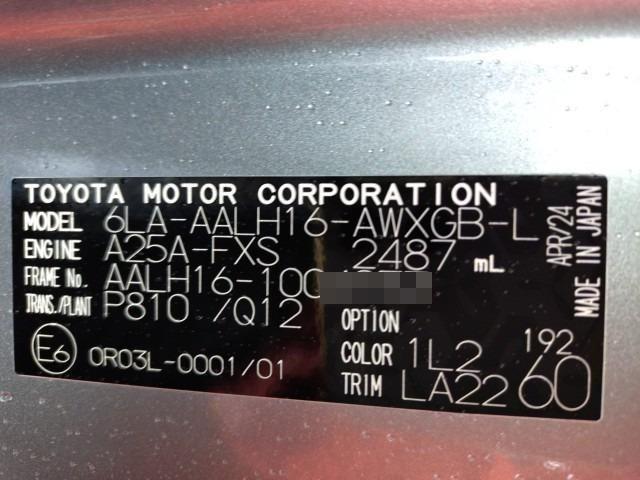 TOYOTA MOTOR CORPORATION
MODEL 6LA-AALH16-AWXGB-L
ENGINE A25A-FXS 2487 mL
FRAME No. AALH16-100
TRANS./PLANT P810 /Q12
OPTION
E6 0R03L-0001/01
COLOR 1L2 192
TRIM LA22 /60
APR/24
MADE IN JAPAN